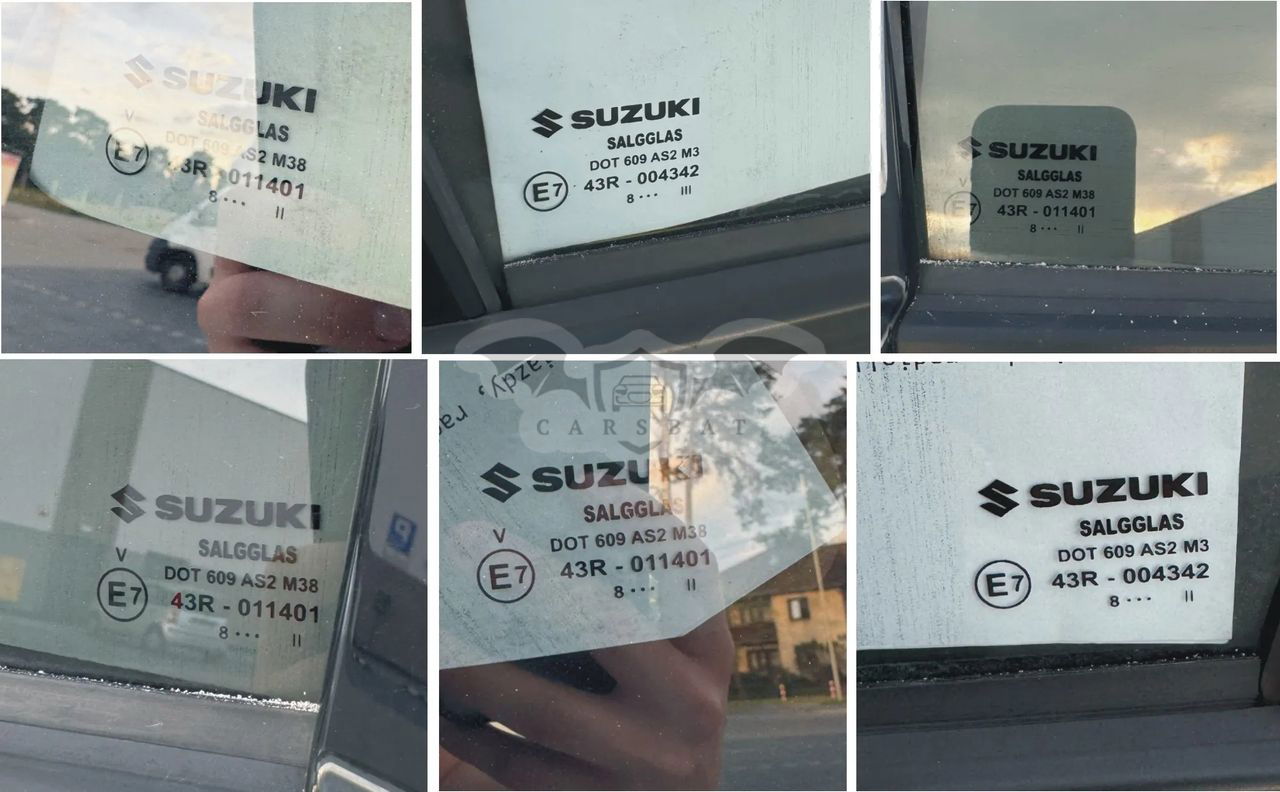 SUZUKI
SALGGLAS
V
DOT 609 AS2 M38
E7 43R - 011401
8 ••• II
SUZUKI
SALGGLAS
DOT 609 AS2 M3
E7 43R - 004342
8 ••• III
SUZUKI
SALGGLAS
V
DOT 609 AS2 M38
E7 43R - 011401
8 ••• II
CARSBAT
SUZUKI
SALGGLAS
V
DOT 609 AS2 M38
E7 43R - 011401
8 ••• II
jazdy,
SUZUKI
SALGGLAS
V
DOT 609 AS2 M38
E7 43R - 011401
8 ••• II
SUZUKI
SALGGLAS
DOT 609 AS2 M3
E7 43R - 004342
8 ••• II